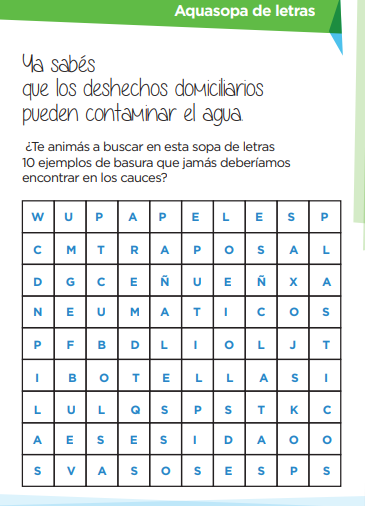 Aquasopa de letras
Ya sabés
que los deshechos domiciliarios
pueden contaminar el agua.
¿Te animás a buscar en esta sopa de letras
10 ejemplos de basura que jamás deberíamos
encontrar en los cauces?
W U P A P E L E S P
C M T R A P O S A L
D G C E Ñ U E Ñ X A
N E U M A T I C O S
P F B D L I O L J T
I B O T E L L A S I
L U L Q S P S T K C
A E S E S I D A O O
S V A S O S E S P S